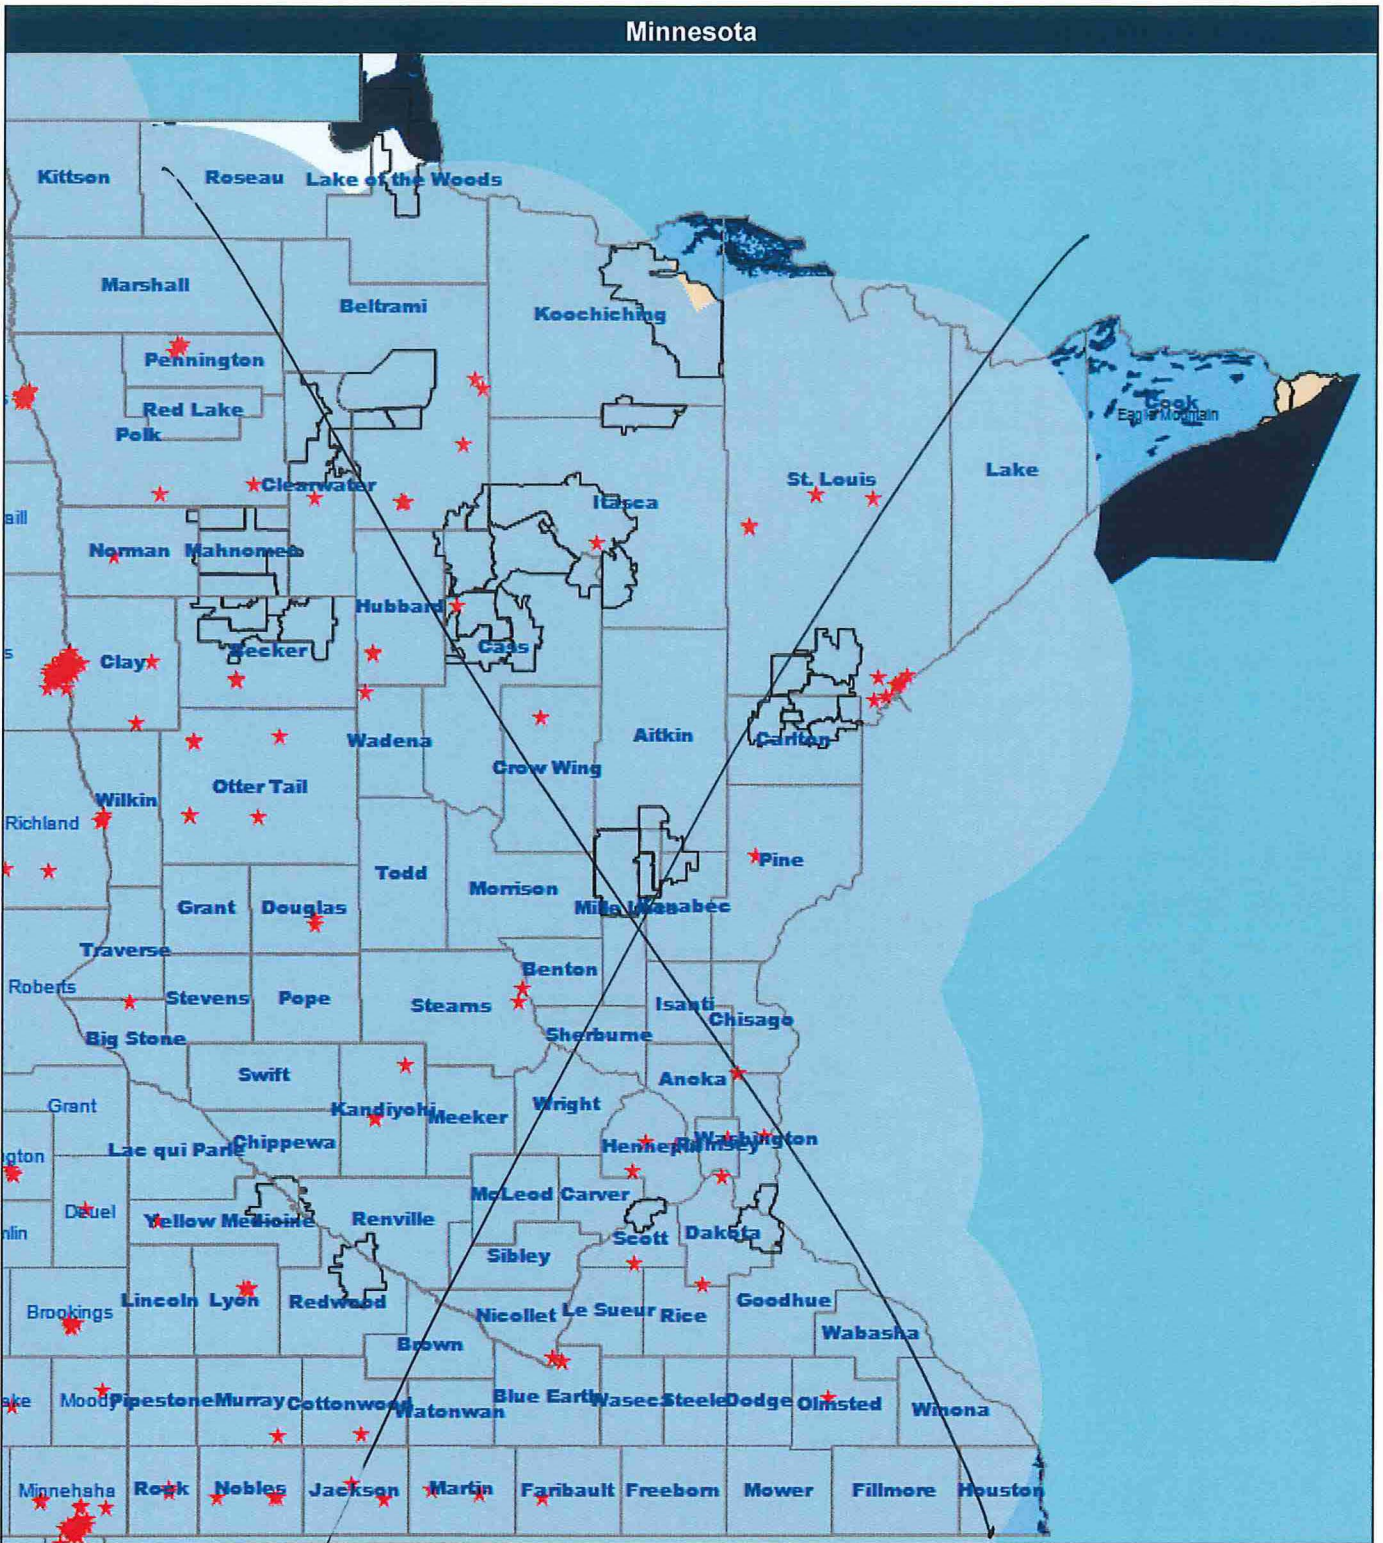 Minnesota
Kittson
Roseau
Lake of the Woods
Marshall
Beltrami
Koochiching
Pennington
Red Lake
Polk
Cook
Eagle Mountain
Clearwater
Itasca
St. Louis
Lake
aill
Norman
Mahnomen
Hubbard
Cass
s
Clay
Becker
Wadena
Aitkin
Carlton
Crow Wing
Otter Tail
Wilkin
Richland
Todd
Morrison
Pine
Grant
Douglas
Mille Lacs
Kanabec
Traverse
Benton
Roberts
Stevens
Pope
Stearns
Isanti
Chisago
Big Stone
Sherburne
Swift
Anoka
Grant
Kandiyohi
Meeker
Wright
Lac qui Parle
Chippewa
Hennepin
Ramsey
Washington
gton
McLeod
Carver
Deuel
Yellow Medicine
Renville
mlin
Scott
Dakota
Sibley
Brookings
Lincoln
Lyon
Redwood
Nicollet
Le Sueur
Rice
Goodhue
Wabasha
Brown
ake
Moody
Pipestone
Murray
Cottonwood
Watonwan
Blue Earth
Waseca
Steele
Dodge
Olmsted
Winona
Minnehaha
Rock
Nobles
Jackson
Martin
Faribault
Freeborn
Mower
Fillmore
Houston